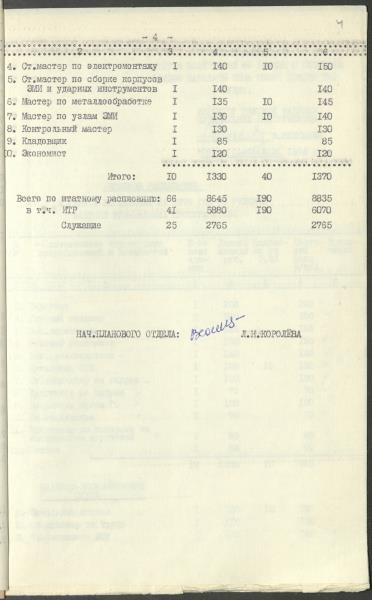 4
- 4 -
2 3 4 5 6
4. Ст.мастер по электромонтажу I I40 I0 I50
5. Ст.мастер по сборке корпусов
ЭМИ и ударных инструментов I I40 I40
6. Мастер по металлообработке I I35 I0 I45
7. Мастер по узлам ЭМИ I I30 I0 I40
8. Контрольный мастер I I30 I30
9. Кладовщик I 85 85
I0. Экономист I I20 I20
Итого: I0 I330 40 I370
Всего по штатному расписанию: 66 8645 I90 8835
в т.ч. ИТР 4I 5880 I90 6070
Служащие 25 2765 2765
НАЧ.ПЛАНОВОГО ОТДЕЛА: Л.Н.КОРОЛЁВА